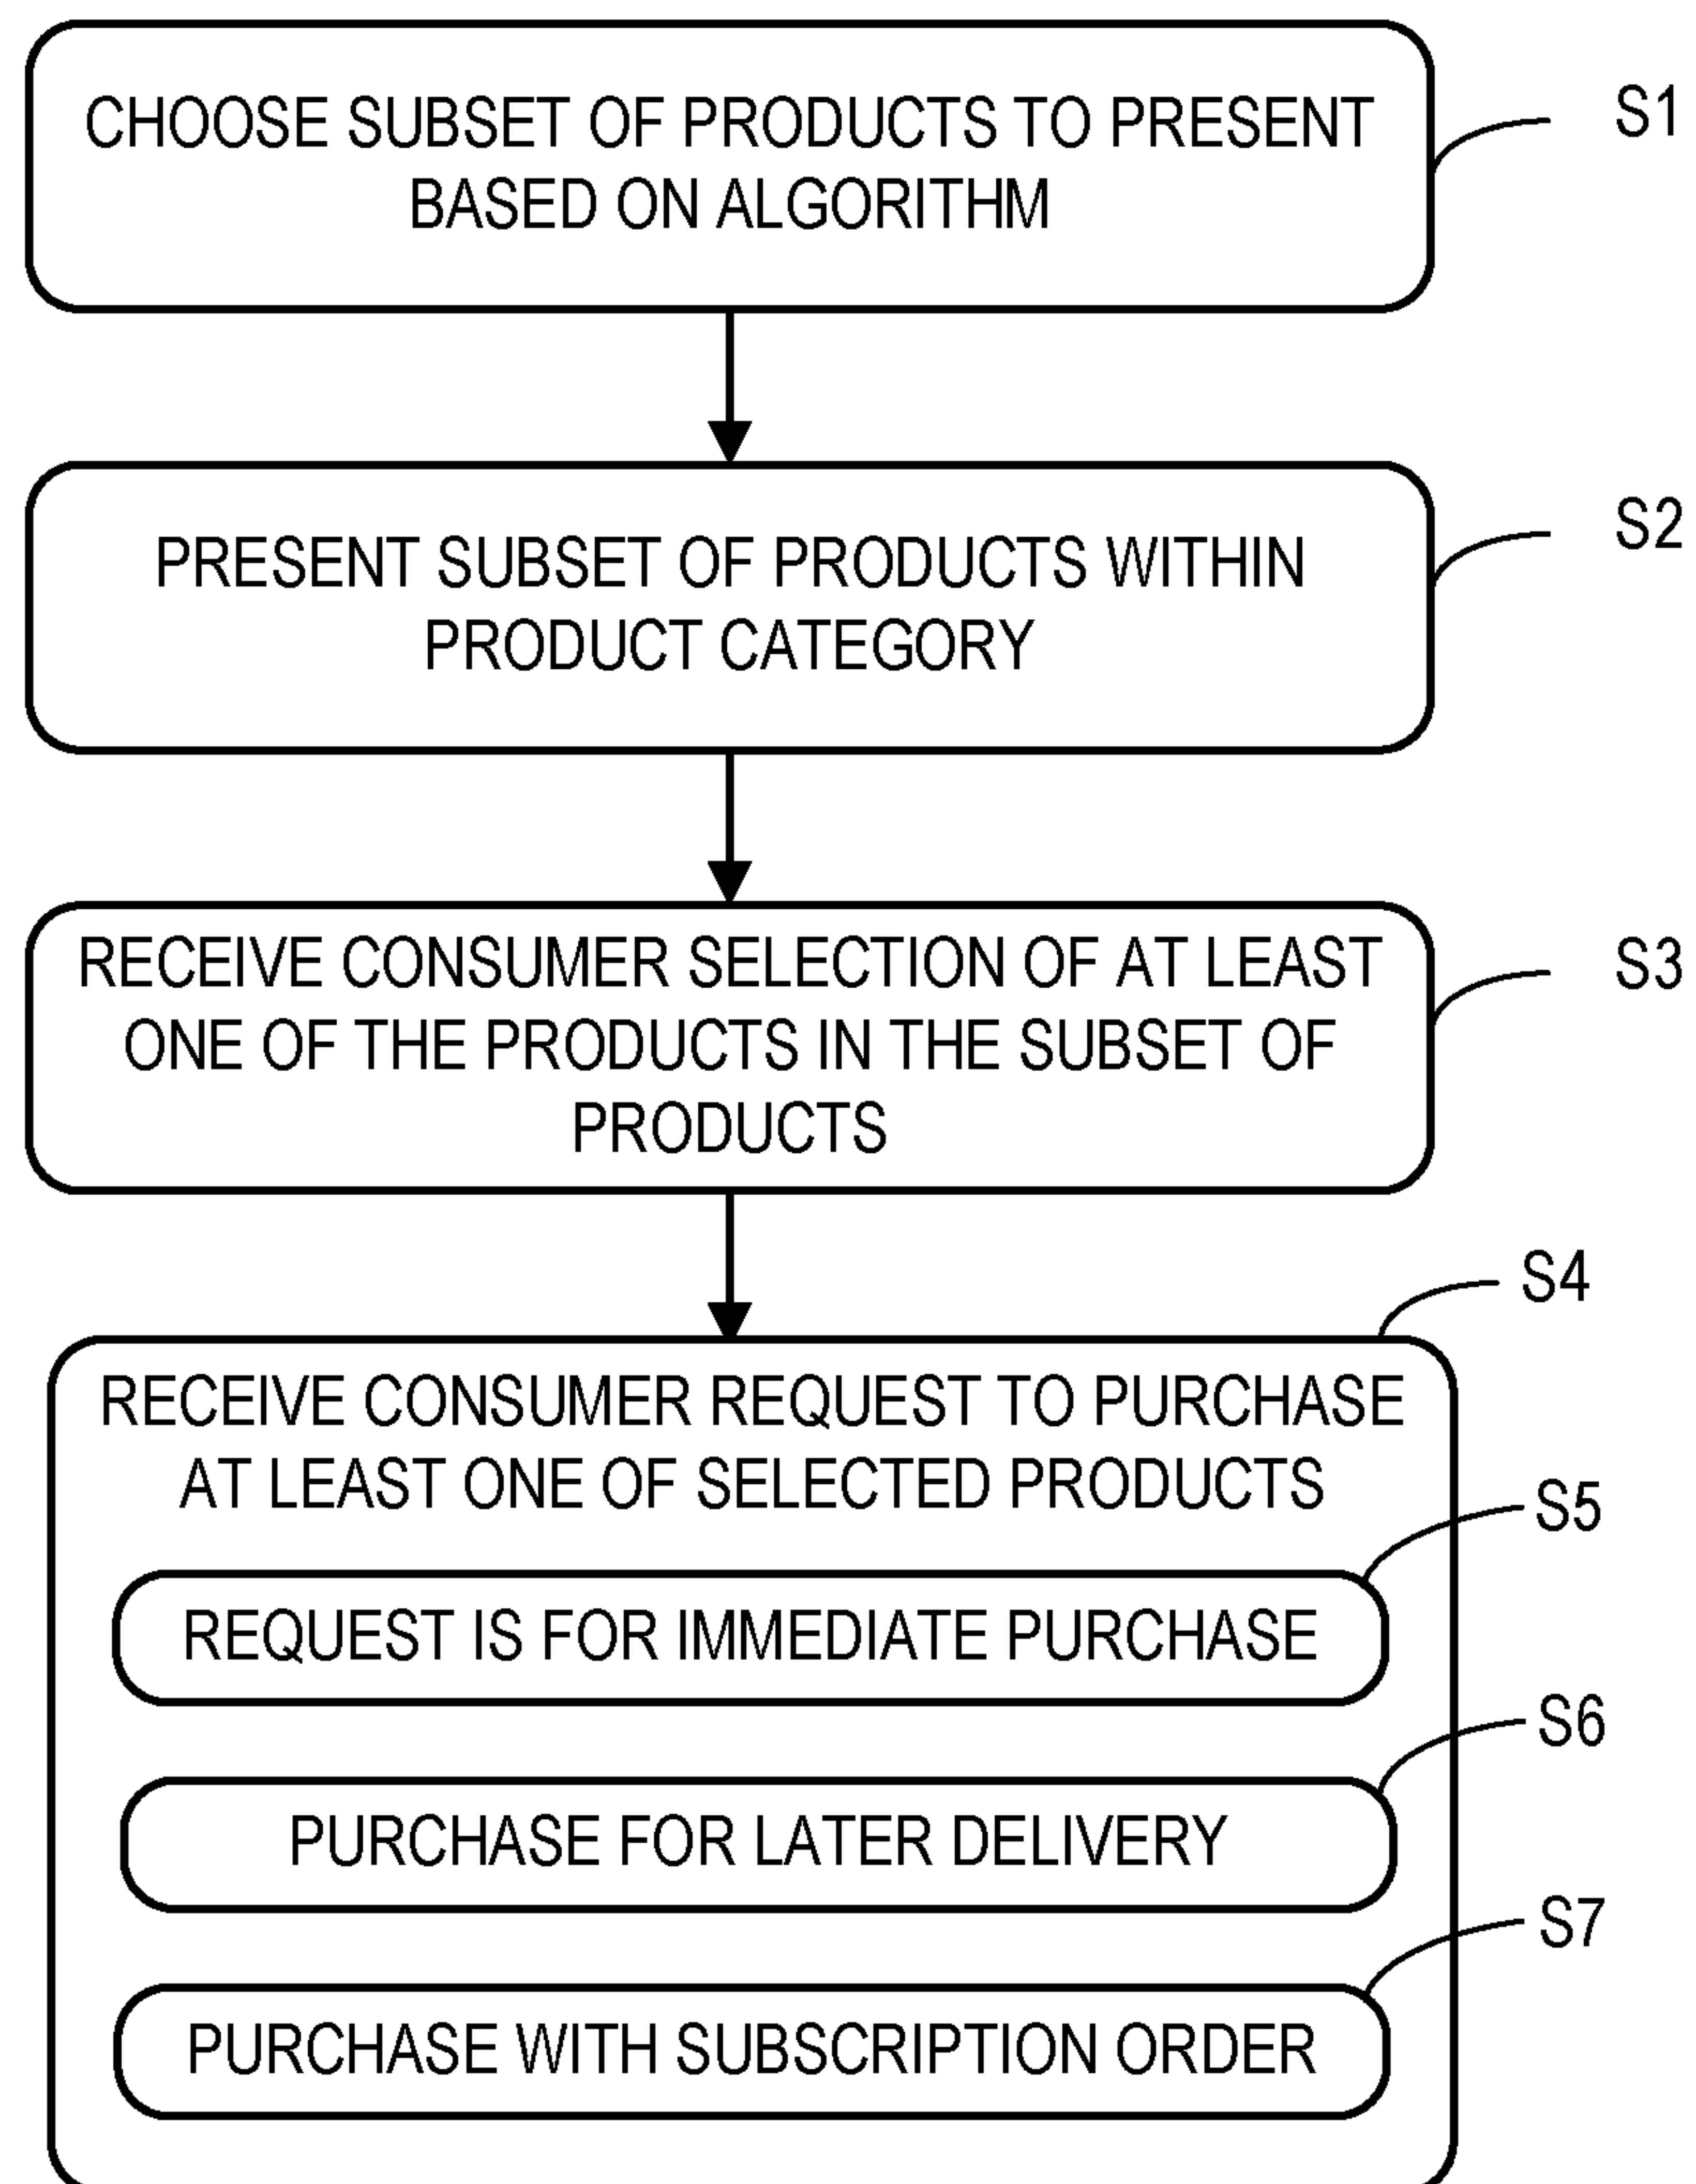 CHOOSE SUBSET OF PRODUCTS TO PRESENT
BASED ON ALGORITHM
S1
PRESENT SUBSET OF PRODUCTS WITHIN
PRODUCT CATEGORY
S2
RECEIVE CONSUMER SELECTION OF AT LEAST
ONE OF THE PRODUCTS IN THE SUBSET OF
PRODUCTS
S3
S4
RECEIVE CONSUMER REQUEST TO PURCHASE
AT LEAST ONE OF SELECTED PRODUCTS
S5
REQUEST IS FOR IMMEDIATE PURCHASE
S6
PURCHASE FOR LATER DELIVERY
S7
PURCHASE WITH SUBSCRIPTION ORDER